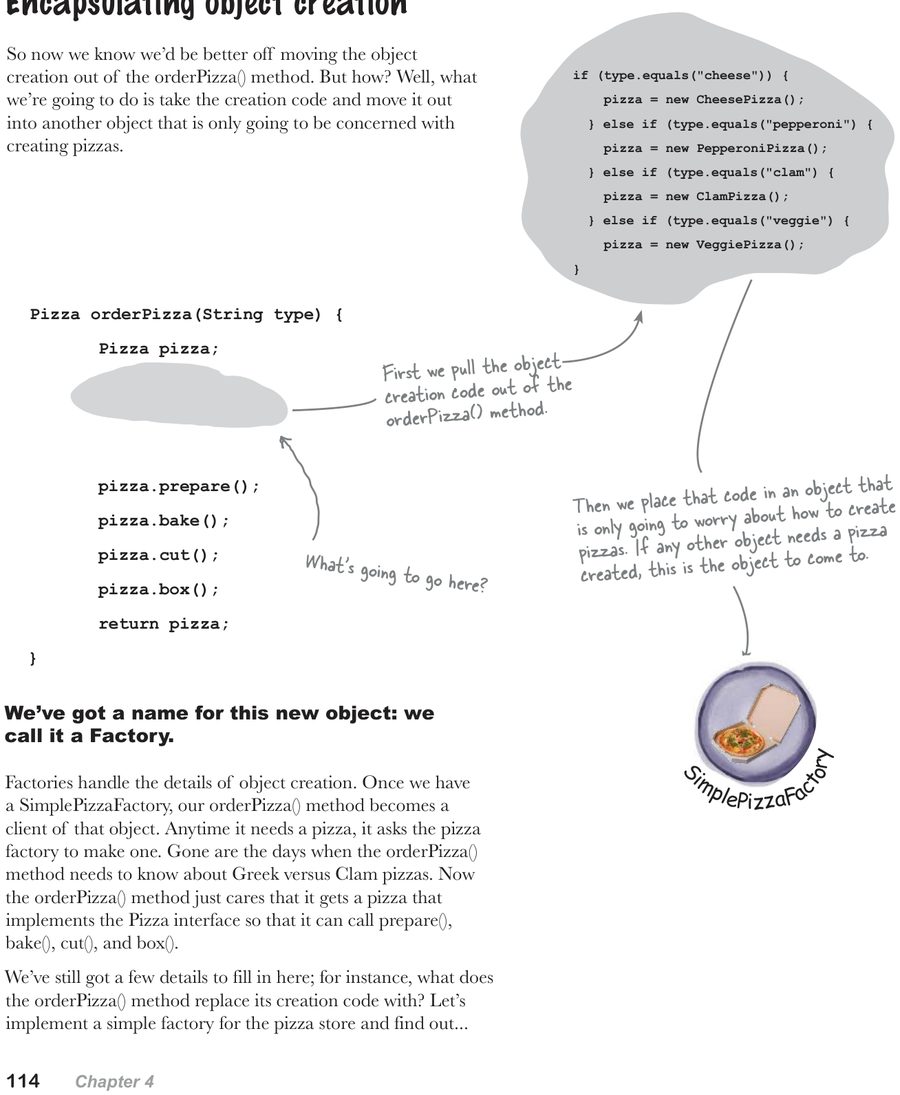 Encapsulating object creation
So now we know we'd be better off moving the object
creation out of the orderPizza() method. But how? Well, what
we're going to do is take the creation code and move it out
into another object that is only going to be concerned with
creating pizzas.
if (type.equals("cheese")) {
pizza = new CheesePizza();
} else if (type.equals("pepperoni") {
pizza = new PepperoniPizza();
} else if (type.equals("clam") {
pizza = new ClamPizza();
} else if (type.equals("veggie") {
pizza = new VeggiePizza();
}
Pizza orderPizza(String type) {
Pizza pizza;
First we pull the object
creation code out of the
orderPizza() method.
pizza.prepare();
pizza.bake();
pizza.cut();
pizza.box();
return pizza;
}
What's going to go here?
Then we place that code in an object that
is only going to worry about how to create
pizzas. If any other object needs a pizza
created, this is the object to come to.
SimplePizzaFactory
We've got a name for this new object: we
call it a Factory.
Factories handle the details of object creation. Once we have
a SimplePizzaFactory, our orderPizza() method becomes a
client of that object. Anytime it needs a pizza, it asks the pizza
factory to make one. Gone are the days when the orderPizza()
method needs to know about Greek versus Clam pizzas. Now
the orderPizza() method just cares that it gets a pizza that
implements the Pizza interface so that it can call prepare(),
bake(), cut(), and box().
We've still got a few details to fill in here; for instance, what does
the orderPizza() method replace its creation code with? Let's
implement a simple factory for the pizza store and find out...
114 Chapter 4